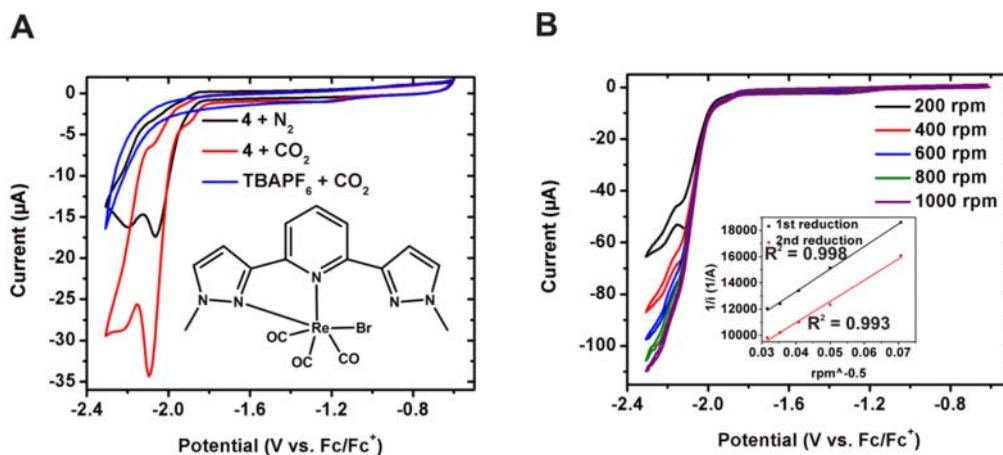 A
B
0
-5
-10
-15
-20
-25
-30
-35
Current (µA)
4 + N₂
4 + CO₂
TBAPF₆ + CO₂
N
N
N
N
N
Re
Br
OC
OC
CO
-2.4 -2.0 -1.6 -1.2 -0.8
Potential (V vs. Fc/Fc⁺)
0
-20
-40
-60
-80
-100
Current (µA)
200 rpm
400 rpm
600 rpm
800 rpm
1000 rpm
1st reduction
2nd reduction
R² = 0.998
R² = 0.993
18000
16000
14000
12000
10000
1/i (1/A)
0.03 0.04 0.05 0.06 0.07
rpm^-0.5
-2.4 -2.0 -1.6 -1.2 -0.8
Potential (V vs. Fc/Fc⁺)